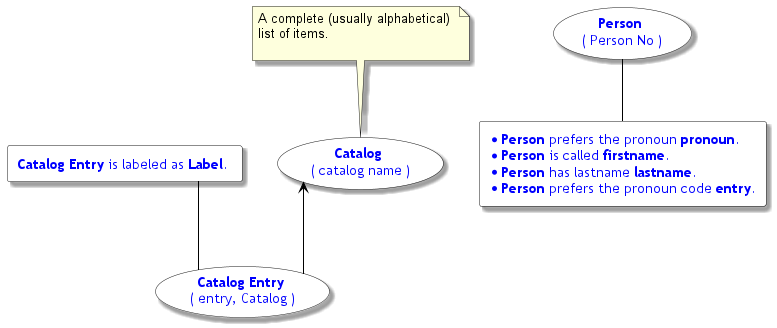 A complete (usually alphabetical)
list of items.
Person
( Person No )
Catalog Entry is labeled as Label.
Catalog
( catalog name )
• Person prefers the pronoun pronoun.
• Person is called firstname.
• Person has lastname lastname.
• Person prefers the pronoun code entry.
Catalog Entry
( entry, Catalog )